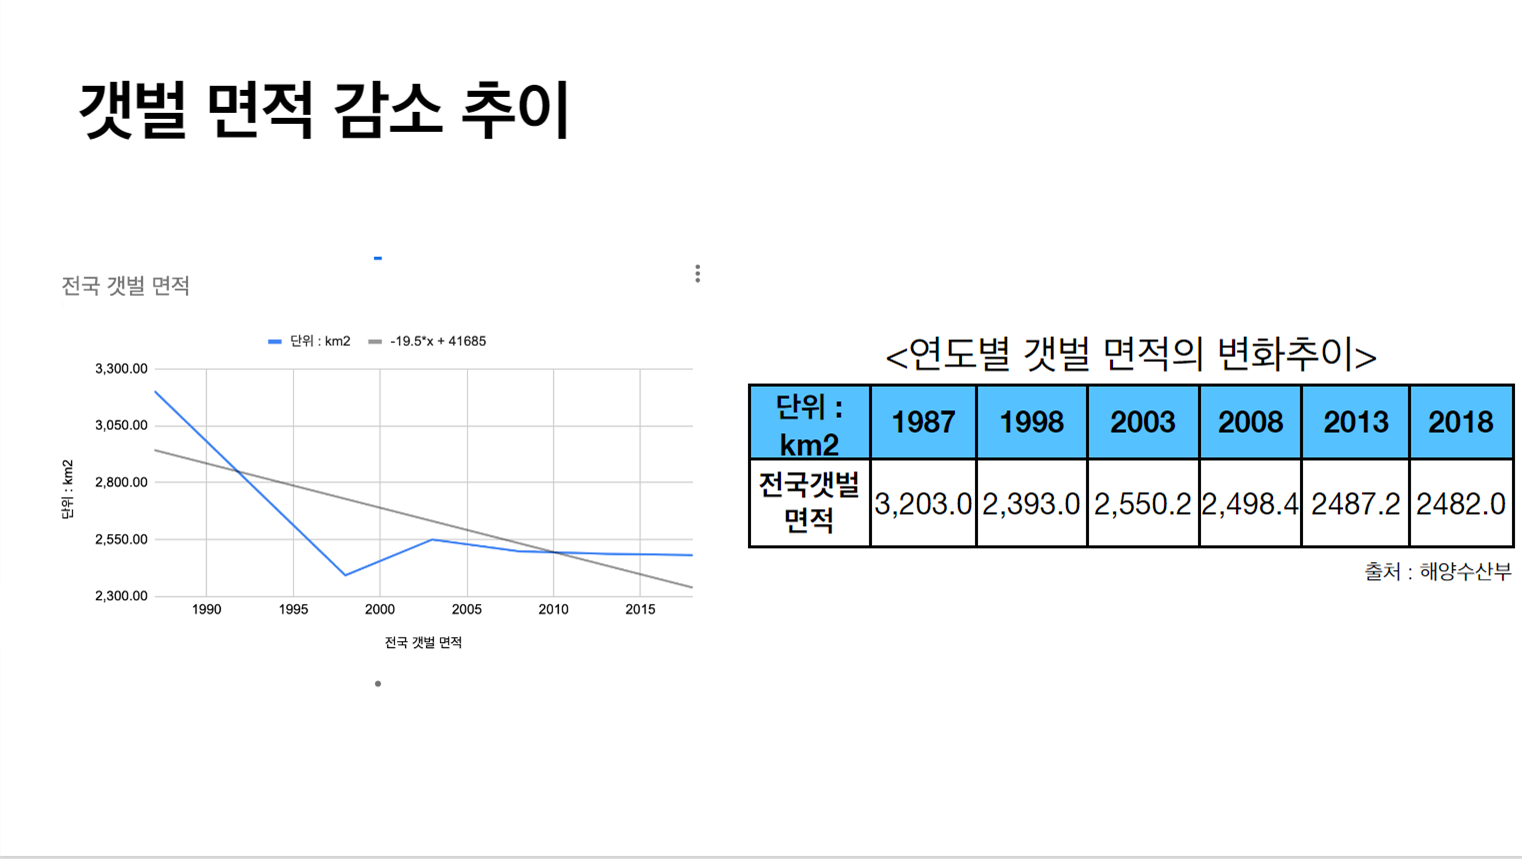 갯벌 면적 감소 추이
전국 갯벌 면적
단위 : km2 -19.5*x + 41685
3,300.00
3,050.00
2,800.00
2,550.00
2,300.00
단위 : km2
1990 1995 2000 2005 2010 2015
전국 갯벌 면적
<연도별 갯벌 면적의 변화추이>
단위 :
km2
1987 1998 2003 2008 2013 2018
전국갯벌
면적
3,203.0 2,393.0 2,550.2 2,498.4 2487.2 2482.0
출처 : 해양수산부